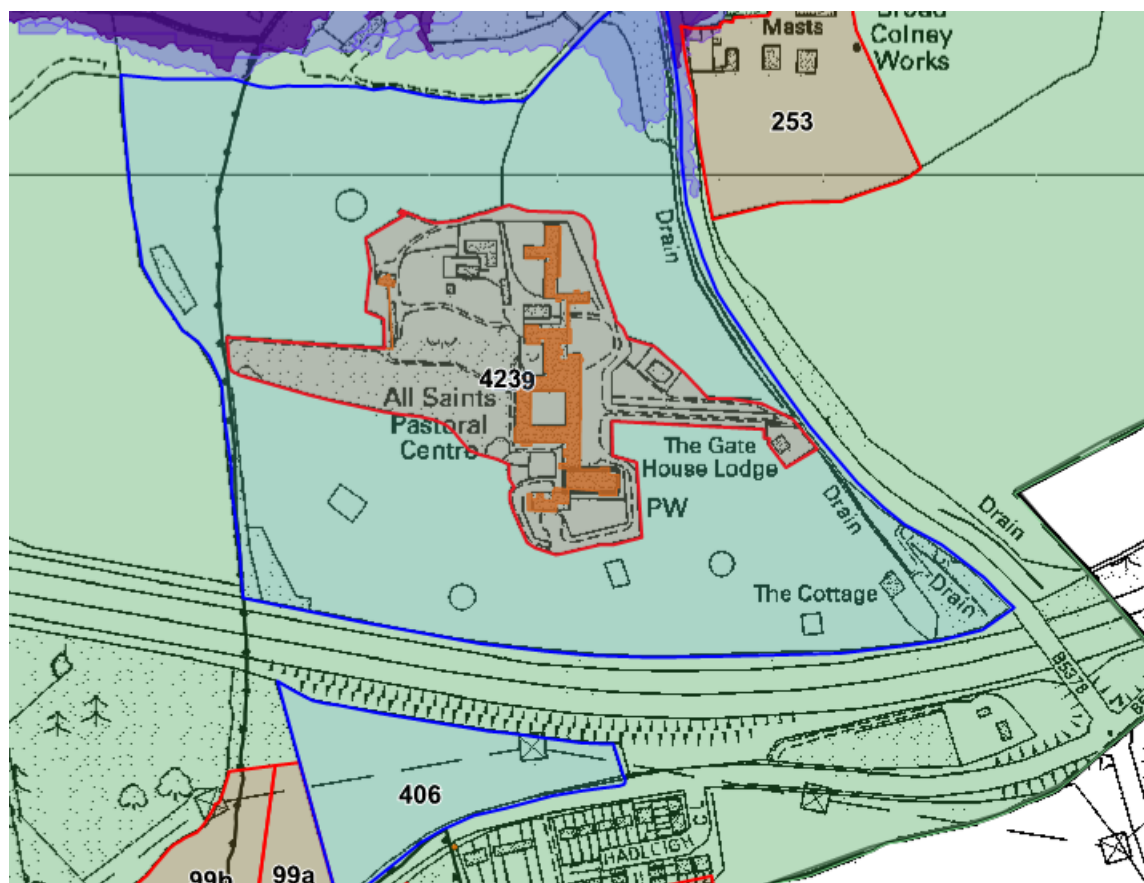 Broad
Colney
Works
Masts
253
Drain
4239
All Saints
Pastoral
Centre
The Gate
House Lodge
PW
Drain
Drain
Drain
The Cottage
B5378
406
HADLEIGH
99b
99a